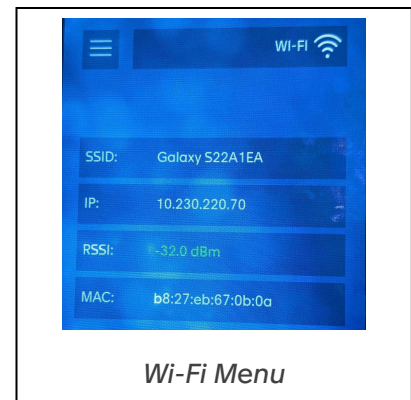 WI-FI
SSID: Galaxy S22A1EA
IP: 10.230.220.70
RSSI: -32.0 dBm
MAC: b8:27:eb:67:0b:0a
Wi-Fi Menu